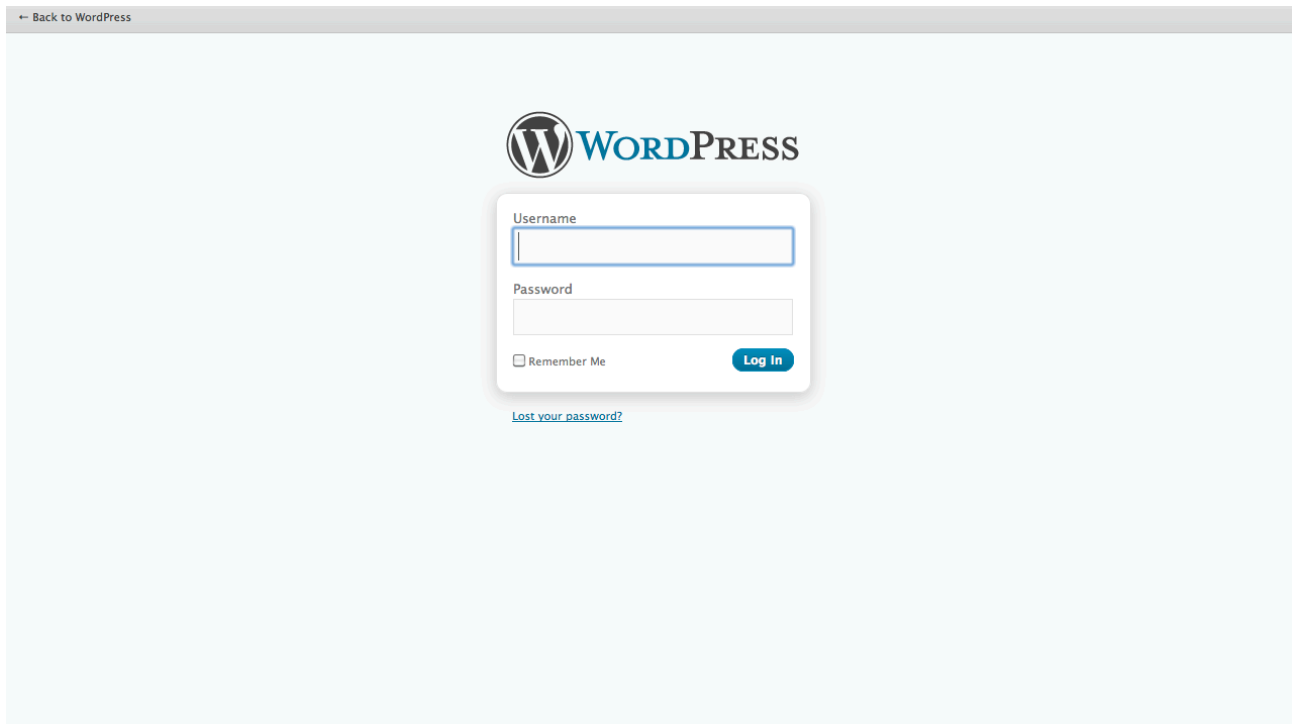 ← Back to WordPress
WORDPRESS
Username
Password
Remember Me
Log In
Lost your password?